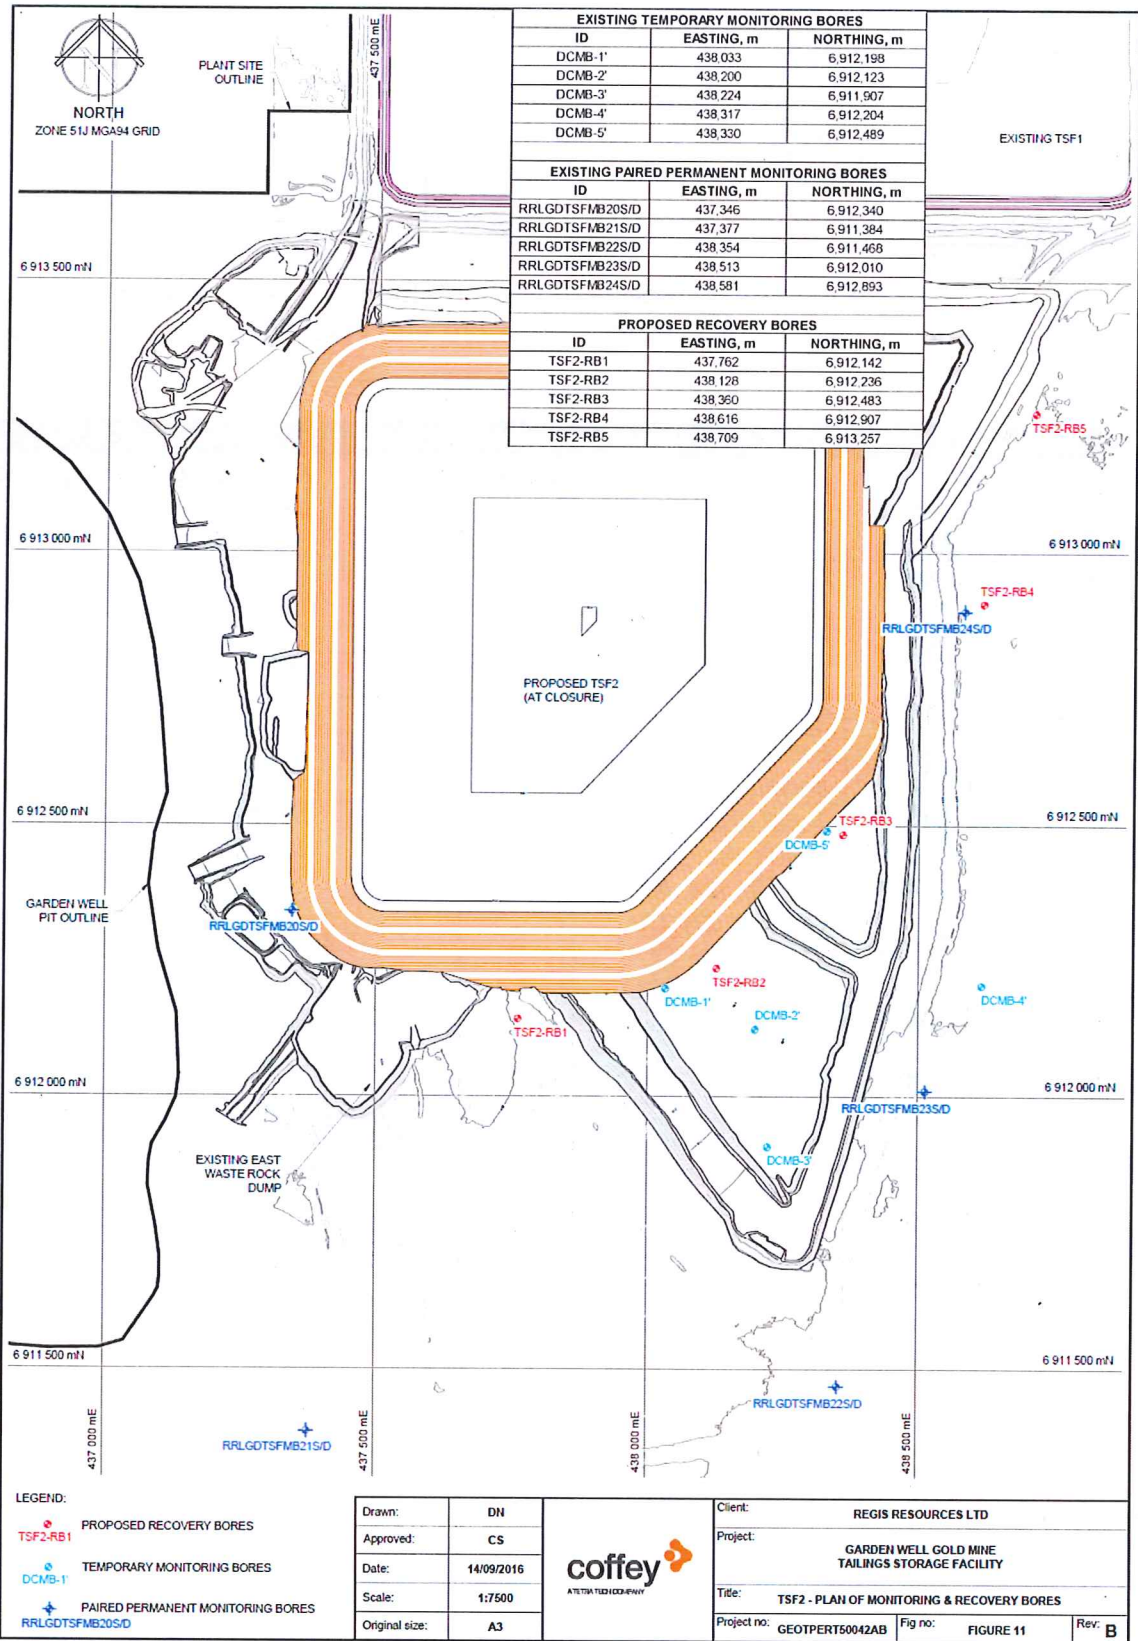 NORTH
ZONE 51J MGA94 GRID
PLANT SITE
OUTLINE
437 500 mE
EXISTING TEMPORARY MONITORING BORES
ID EASTING, m NORTHING, m
DCMB-1' 438,033 6,912,198
DCMB-2' 438,200 6,912,123
DCMB-3' 438,224 6,911,907
DCMB-4' 438,317 6,912,204
DCMB-5' 438,330 6,912,489
EXISTING PAIRED PERMANENT MONITORING BORES
ID EASTING, m NORTHING, m
RRLGDTSFMB20S/D 437,346 6,912,340
RRLGDTSFMB21S/D 437,377 6,911,384
RRLGDTSFMB22S/D 438,354 6,911,468
RRLGDTSFMB23S/D 438,513 6,912,010
RRLGDTSFMB24S/D 438,581 6,912,893
PROPOSED RECOVERY BORES
ID EASTING, m NORTHING, m
TSF2-RB1 437,762 6,912,142
TSF2-RB2 438,128 6,912,236
TSF2-RB3 438,360 6,912,483
TSF2-RB4 438,616 6,912,907
TSF2-RB5 438,709 6,913,257
EXISTING TSF1
6 913 500 mN
TSF2-RB5
6 913 000 mN
6 913 000 mN
TSF2-RB4
RRLGDTSFMB24S/D
PROPOSED TSF2
(AT CLOSURE)
6 912 500 mN
6 912 500 mN
TSF2-RB3
DCMB-5'
GARDEN WELL
PIT OUTLINE
RRLGDTSFMB20S/D
TSF2-RB2
DCMB-1'
DCMB-2'
DCMB-4'
TSF2-RB1
6 912 000 mN
6 912 000 mN
RRLGDTSFMB23S/D
DCMB-3'
EXISTING EAST
WASTE ROCK
DUMP
6 911 500 mN
6 911 500 mN
RRLGDTSFMB22S/D
RRLGDTSFMB21S/D
437 000 mE
437 500 mE
438 000 mE
438 500 mE
LEGEND:
TSF2-RB1 PROPOSED RECOVERY BORES
DCMB-1' TEMPORARY MONITORING BORES
RRLGDTSFMB20S/D PAIRED PERMANENT MONITORING BORES
Drawn: DN
Approved: CS
Date: 14/09/2016
Scale: 1:7500
Original size: A3
coffey
A TETRA TECH COMPANY
Client: REGIS RESOURCES LTD
Project: GARDEN WELL GOLD MINE
TAILINGS STORAGE FACILITY
Title: TSF2 - PLAN OF MONITORING & RECOVERY BORES
Project no: GEOTPERT50042AB Fig no: FIGURE 11 Rev: B